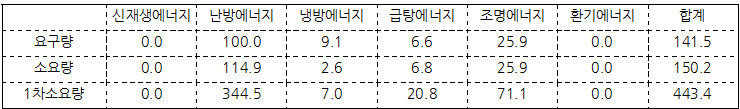 신재생에너지 난방에너지 냉방에너지 급탕에너지 조명에너지 환기에너지 합계
요구량 0.0 100.0 9.1 6.6 25.9 0.0 141.5
소요량 0.0 114.9 2.6 6.8 25.9 0.0 150.2
1차소요량 0.0 344.5 7.0 20.8 71.1 0.0 443.4